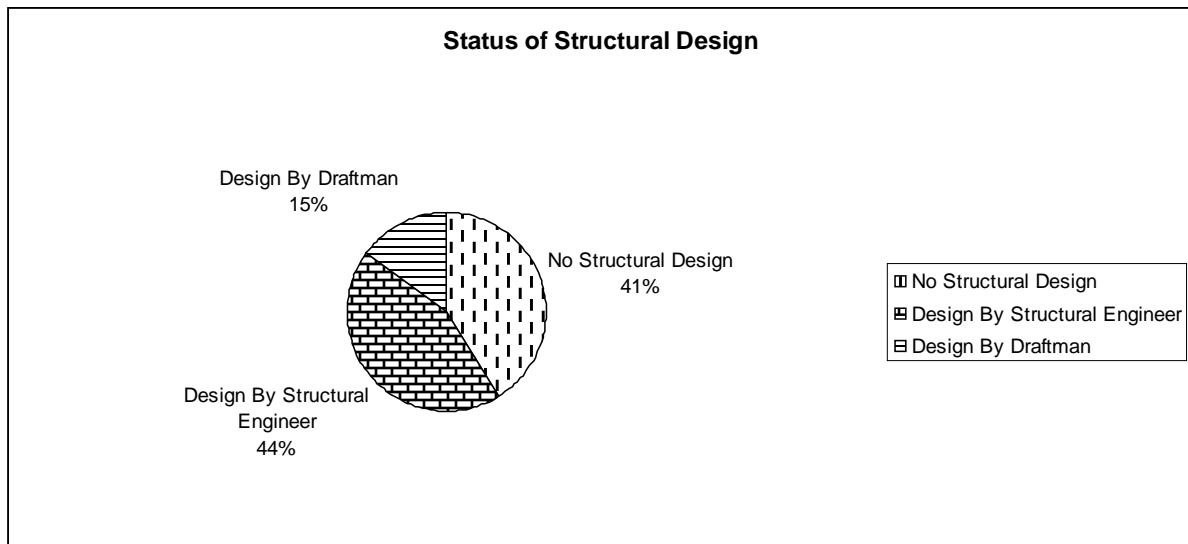 Status of Structural Design
Design By Draftman
15%
No Structural Design
41%
Design By Structural
Engineer
44%
No Structural Design
Design By Structural Engineer
Design By Draftman